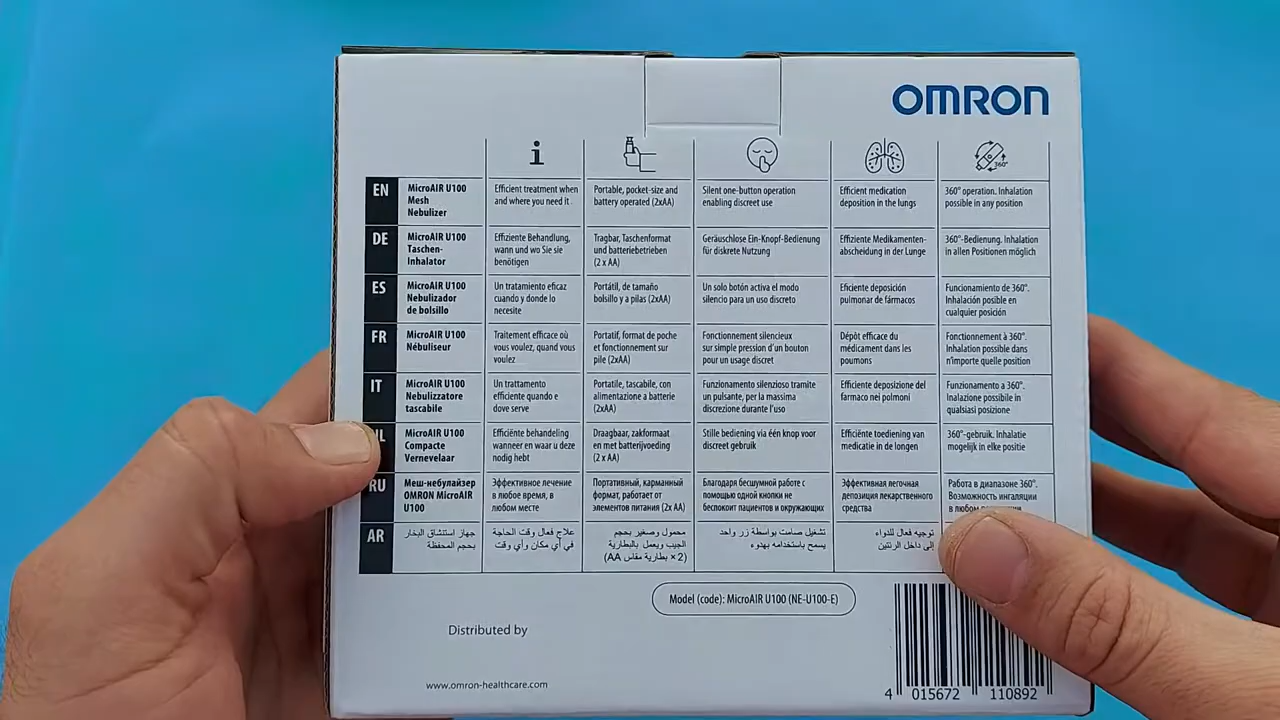 OMRON
i
360°
EN
MicroAIR U100
Mesh
Nebulizer
Efficient treatment when
and where you need it
Portable, pocket-size and
battery operated (2xAA)
Silent one-button operation
enabling discreet use
Efficient medication
deposition in the lungs
360° operation. Inhalation
possible in any position
DE
MicroAIR U100
Taschen-
Inhalator
Effiziente Behandlung,
wann und wo Sie sie
benötigen
Tragbar, Taschenformat
und batteriebetrieben
(2 x AA)
Geräuschlose Ein-Knopf-Bedienung
für diskrete Nutzung
Effiziente Medikamenten-
abscheidung in der Lunge
360°-Bedienung. Inhalation
in allen Positionen möglich
ES
MicroAIR U100
Nebulizador
de bolsillo
Un tratamiento eficaz
cuando y donde lo
necesite
Portátil, de tamaño
bolsillo y a pilas (2xAA)
Un solo botón activa el modo
silencio para un uso discreto
Eficiente deposición
pulmonar de fármacos
Funcionamiento de 360°.
Inhalación posible en
cualquier posición
FR
MicroAIR U100
Nébuliseur
Traitement efficace où
vous voulez, quand vous
voulez
Portatif, format de poche
et fonctionnement sur
pile (2xAA)
Fonctionnement silencieux
sur simple pression d'un bouton
pour un usage discret
Dépôt efficace du
médicament dans les
poumons
Fonctionnement à 360°.
Inhalation possible dans
n'importe quelle position
IT
MicroAIR U100
Nebulizzatore
tascabile
Un trattamento
efficiente quando e
dove serve
Portatile, tascabile, con
alimentazione a batterie
(2xAA)
Funzionamento silenzioso tramite
un pulsante, per la massima
discrezione durante l'uso
Efficiente deposizione del
farmaco nei polmoni
Funzionamento a 360°.
Inalazione possibile in
qualsiasi posizione
MicroAIR U100
Compacte
Vernevelaar
Efficiënte behandeling
wanneer en waar u deze
nodig hebt
Draagbaar, zakformaat
en met batterijvoeding
(2 x AA)
Stille bediening via één knop voor
discreet gebruik
Efficiënte toediening van
medicatie in de longen
360°-gebruik. Inhalatie
mogelijk in elke positie
RU
Меш-небулайзер
OMRON MicroAIR
U100
Эффективное лечение
в любое время, в
любом месте
Портативный, карманный
формат, работает от
элементов питания (2x AA)
Благодаря бесшумной работе с
помощью одной кнопки не
беспокоит пациентов и окружающих
Эффективная легочная
депозиция лекарственного
средства
Работа в диапазоне 360°.
Возможность ингаляции
в любом
AR
جهاز استنشاق البخار
بحجم المحفظة
علاج فعال وقت الحاجة
في أي مكان وأي وقت
محمول وصغير بحجم
الجيب ويعمل بالبطارية
(2 × بطارية مقاس AA)
تشغيل صامت بواسطة زر واحد
يسمح باستخدامه بهدوء
توجيه فعال للدواء
إلى داخل الرئتين
Model (code): MicroAIR U100 (NE-U100-E)
Distributed by
www.omron-healthcare.com
4 015672 110892